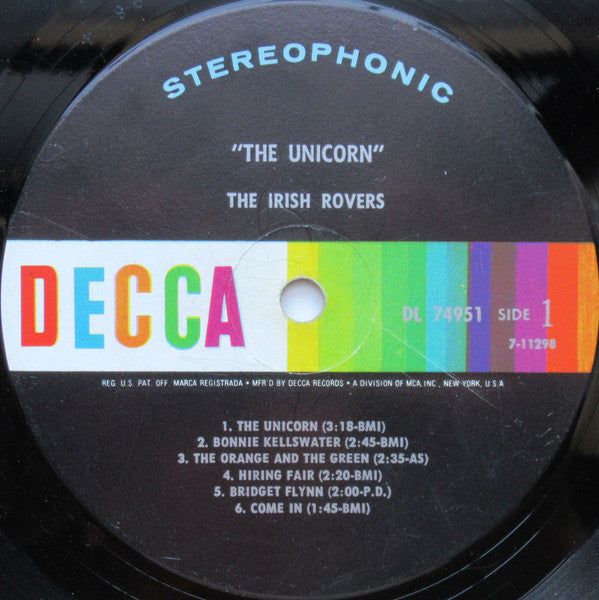 STEREOPHONIC
"THE UNICORN"
THE IRISH ROVERS
DECCA
DL 74951 SIDE 1
7-11298
REG. U.S. PAT. OFF. MARCA REGISTRADA • MFR'D BY DECCA RECORDS • A DIVISION OF MCA INC., NEW YORK, U.S.A
1. THE UNICORN (3:18-BMI)
2. BONNIE KELLSWATER (2:45-BMI)
3. THE ORANGE AND THE GREEN (2:35-AS)
4. HIRING FAIR (2:20-BMI)
5. BRIDGET FLYNN (2:00-P.D.)
6. COME IN (1:45-BMI)